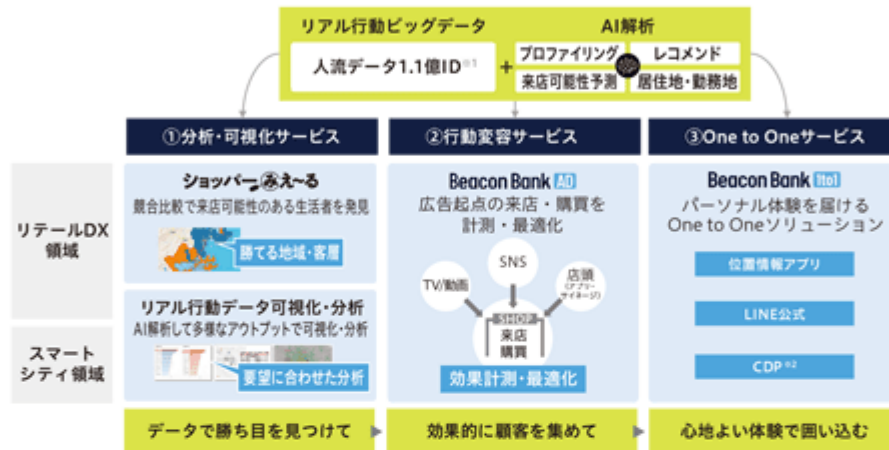 リアル行動ビッグデータ
AI解析
人流データ1.1億ID※1
+
プロファイリング
レコメンド
来店可能性予測
居住地・勤務地
①分析・可視化サービス
②行動変容サービス
③One to Oneサービス
リテールDX
領域
スマート
シティ領域
ショッパーみえ~る
競合比較で来店可能性のある生活者を発見
勝てる地域・客層
リアル行動データ可視化・分析
AI解析して多様なアウトプットで可視化・分析
要望に合わせた分析
Beacon Bank AD
広告起点の来店・購買を
計測・最適化
SNS
TV/動画
店頭
(アプリ・
サイネージ)
SHOP
来店
購買
効果計測・最適化
Beacon Bank 1to1
パーソナル体験を届ける
One to Oneソリューション
位置情報アプリ
LINE公式
CDP※2
データで勝ち目を見つけて
効果的に顧客を集めて
心地よい体験で囲い込む